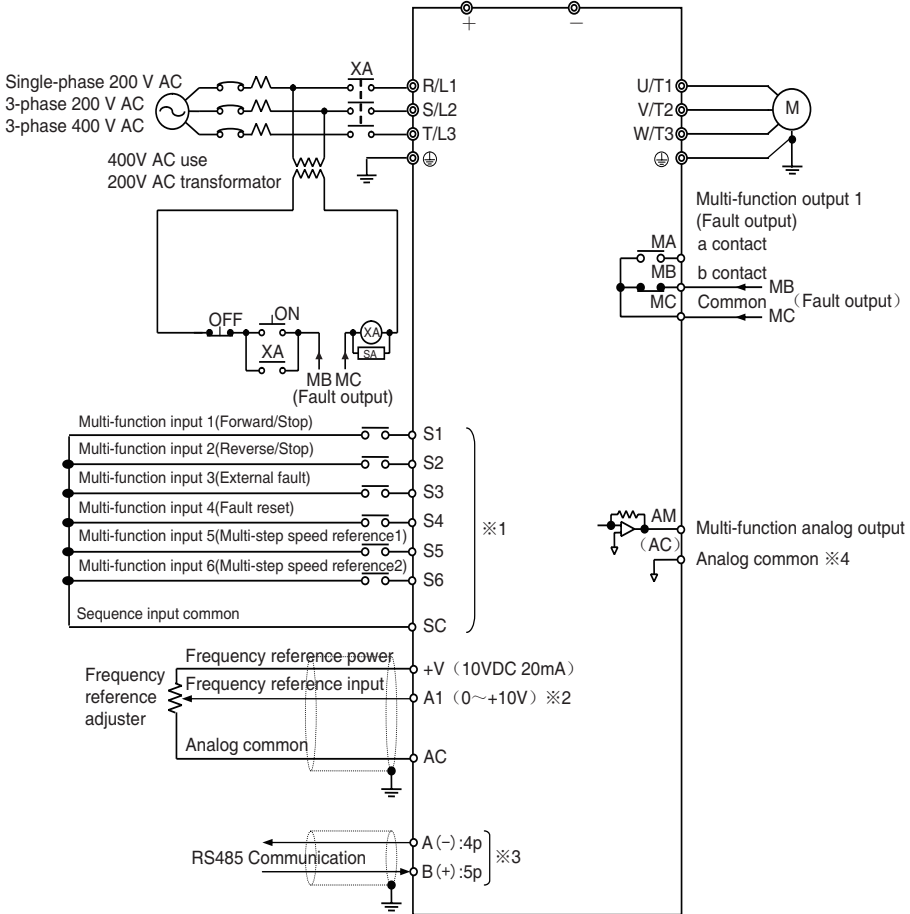 +
−
Single-phase 200 V AC
3-phase 200 V AC
3-phase 400 V AC
XA
R/L1
S/L2
T/L3
U/T1
V/T2
W/T3
M
400V AC use
200V AC transformator
Multi-function output 1
(Fault output)
a contact
MA
MB
b contact
MB
MC
Common
(Fault output)
MC
OFF
ON
XA
XA
SA
MB MC
(Fault output)
Multi-function input 1(Forward/Stop)
S1
Multi-function input 2(Reverse/Stop)
S2
Multi-function input 3(External fault)
S3
Multi-function input 4(Fault reset)
S4
Multi-function input 5(Multi-step speed reference1)
S5
Multi-function input 6(Multi-step speed reference2)
S6
※1
Sequence input common
SC
AM
Multi-function analog output
(AC)
Analog common ※4
Frequency reference power
+V（10VDC 20mA）
Frequency
reference
adjuster
Frequency reference input
A1（0～+10V）※2
Analog common
AC
RS485 Communication
A(−):4p
B(+):5p
※3